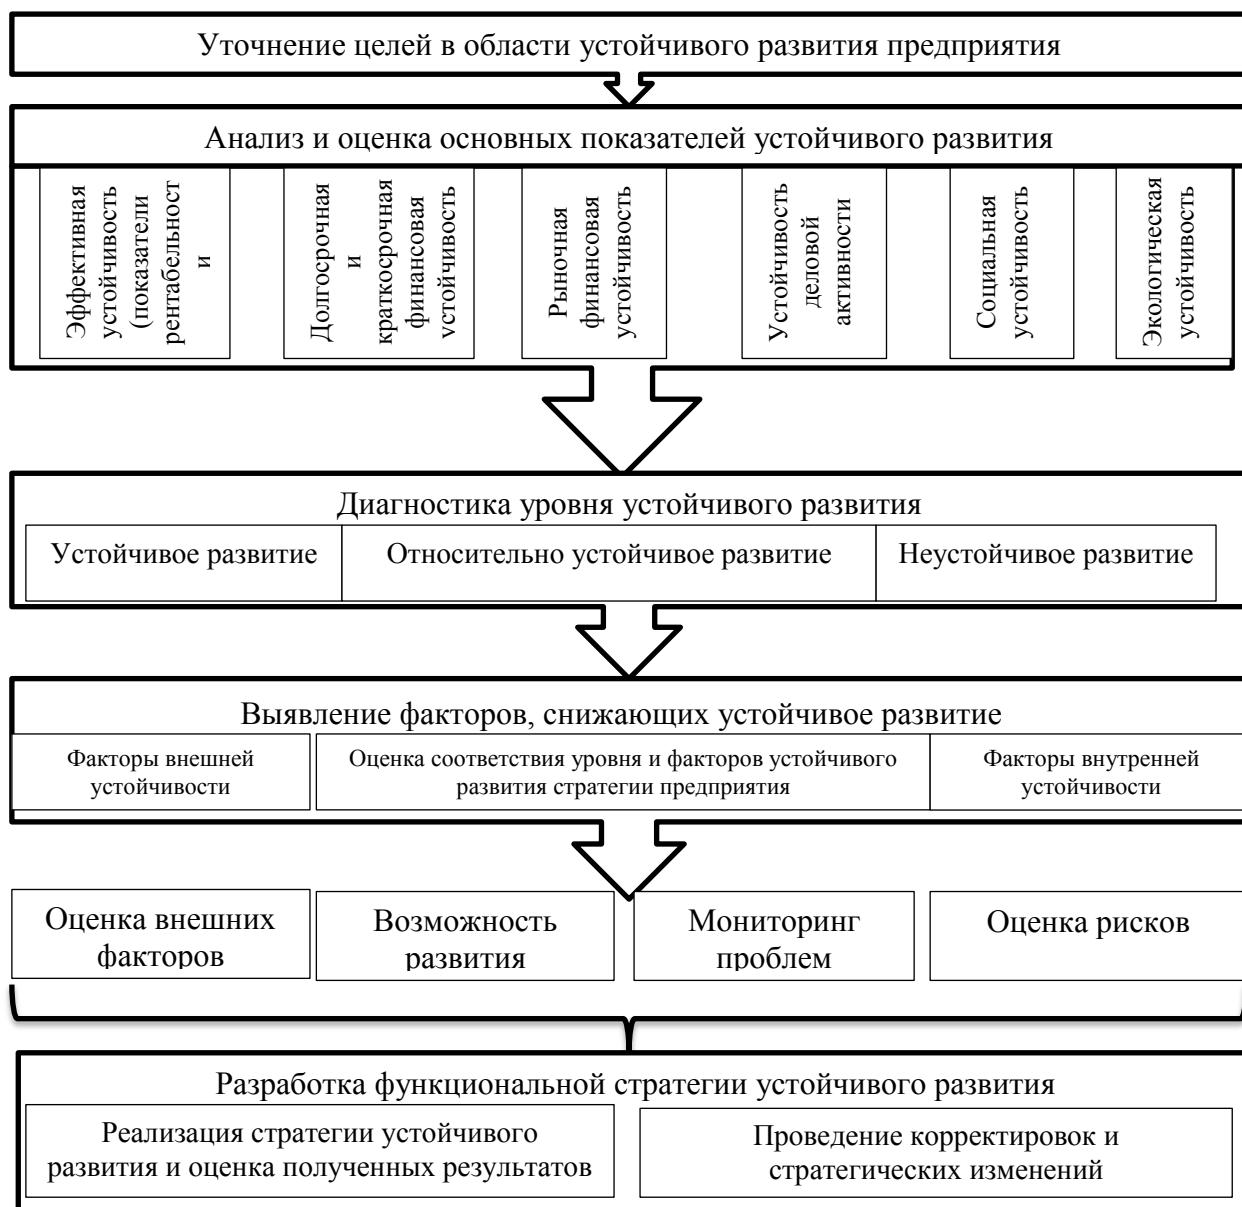 Уточнение целей в области устойчивого развития предприятия
Анализ и оценка основных показателей устойчивого развития
Эффективная
устойчивость
(показатели
рентабельност
и
Долгосрочная
и
краткосрочная
финансовая
устойчивость
Рыночная
финансовая
устойчивость
Устойчивость
деловой
активности
Социальная
устойчивость
Экологическая
устойчивость
Диагностика уровня устойчивого развития
Устойчивое развитие
Относительно устойчивое развитие
Неустойчивое развитие
Выявление факторов, снижающих устойчивое развитие
Факторы внешней
устойчивости
Оценка соответствия уровня и факторов устойчивого
развития стратегии предприятия
Факторы внутренней
устойчивости
Оценка внешних
факторов
Возможность
развития
Мониторинг
проблем
Оценка рисков
Разработка функциональной стратегии устойчивого развития
Реализация стратегии устойчивого
развития и оценка полученных результатов
Проведение корректировок и
стратегических изменений